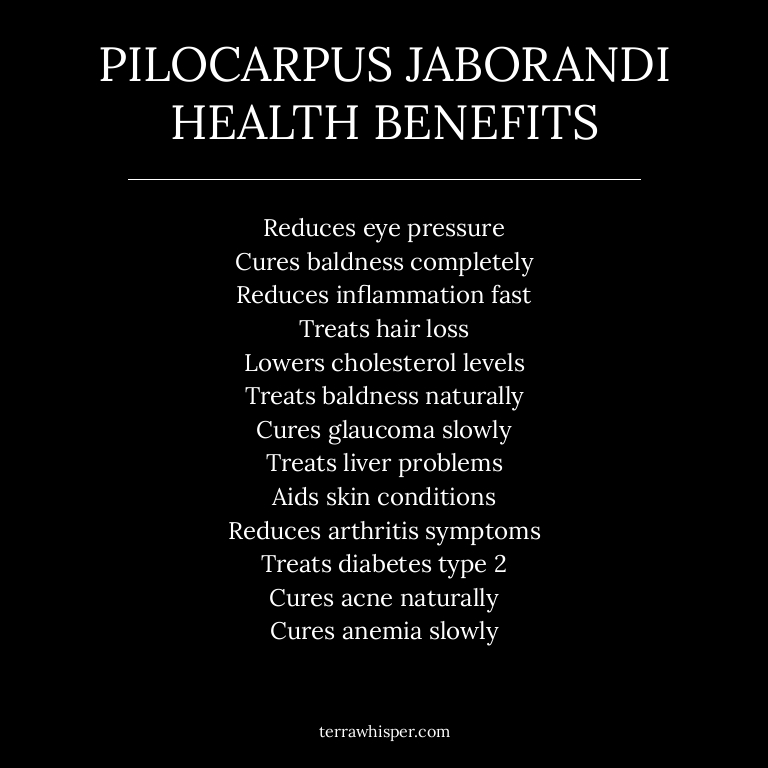 PILOCARPUS JABORANDI
HEALTH BENEFITS
Reduces eye pressure
Cures baldness completely
Reduces inflammation fast
Treats hair loss
Lowers cholesterol levels
Treats baldness naturally
Cures glaucoma slowly
Treats liver problems
Aids skin conditions
Reduces arthritis symptoms
Treats diabetes type 2
Cures acne naturally
Cures anemia slowly
terrawhisper.com